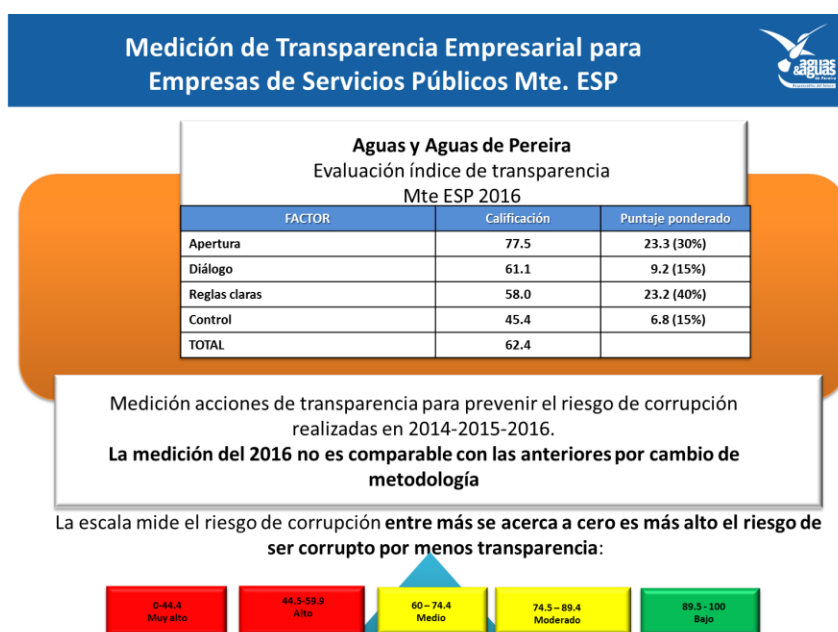 Medición de Transparencia Empresarial para
Empresas de Servicios Públicos Mte. ESP
aguas
&aguas
de Pereira
Aguas y Aguas de Pereira
Evaluación índice de transparencia
Mte ESP 2016
FACTOR Calificación Puntaje ponderado
Apertura 77.5 23.3 (30%)
Diálogo 61.1 9.2 (15%)
Reglas claras 58.0 23.2 (40%)
Control 45.4 6.8 (15%)
TOTAL 62.4
Medición acciones de transparencia para prevenir el riesgo de corrupción
realizadas en 2014-2015-2016.
La medición del 2016 no es comparable con las anteriores por cambio de
metodología
La escala mide el riesgo de corrupción entre más se acerca a cero es más alto el riesgo de
ser corrupto por menos transparencia:
0-44.4 44.5-59.9 60 – 74.4 74.5 – 89.4 89.5 - 100
Muy alto Alto Medio Moderado Bajo